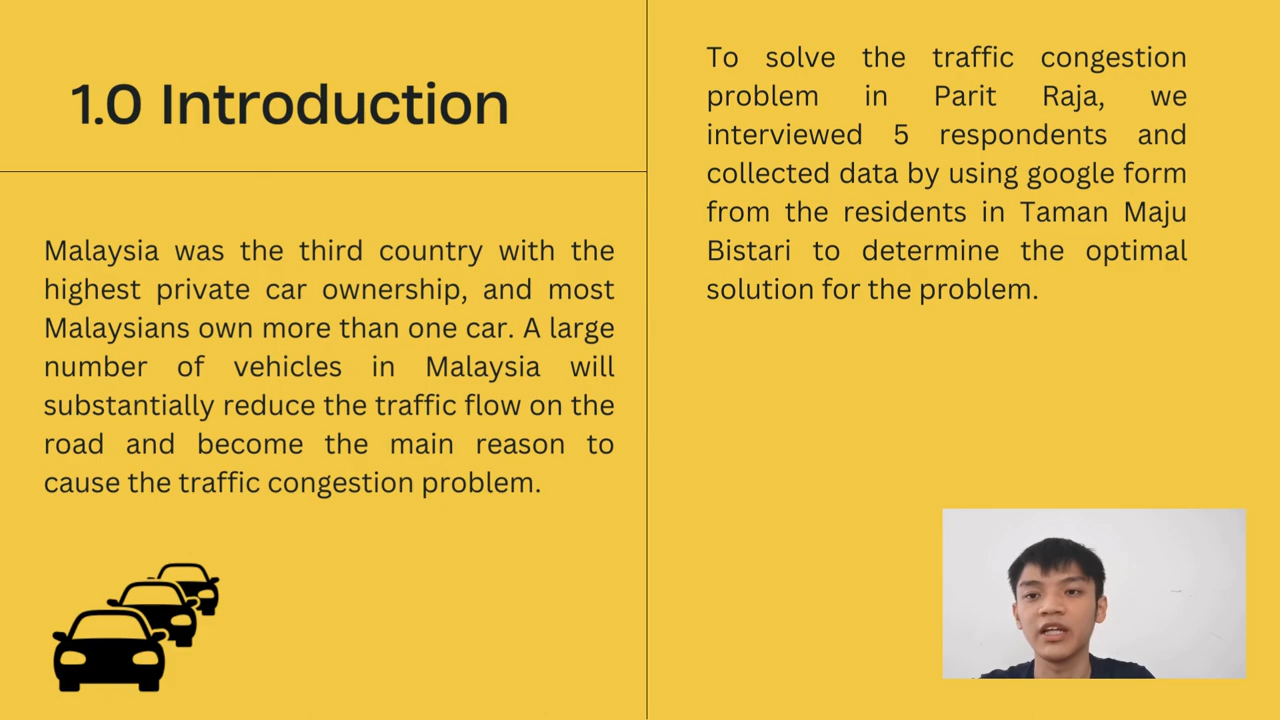 1.0 Introduction
Malaysia was the third country with the
highest private car ownership, and most
Malaysians own more than one car. A large
number of vehicles in Malaysia will
substantially reduce the traffic flow on the
road and become the main reason to
cause the traffic congestion problem.
To solve the traffic congestion
problem in Parit Raja, we
interviewed 5 respondents and
collected data by using google form
from the residents in Taman Maju
Bistari to determine the optimal
solution for the problem.